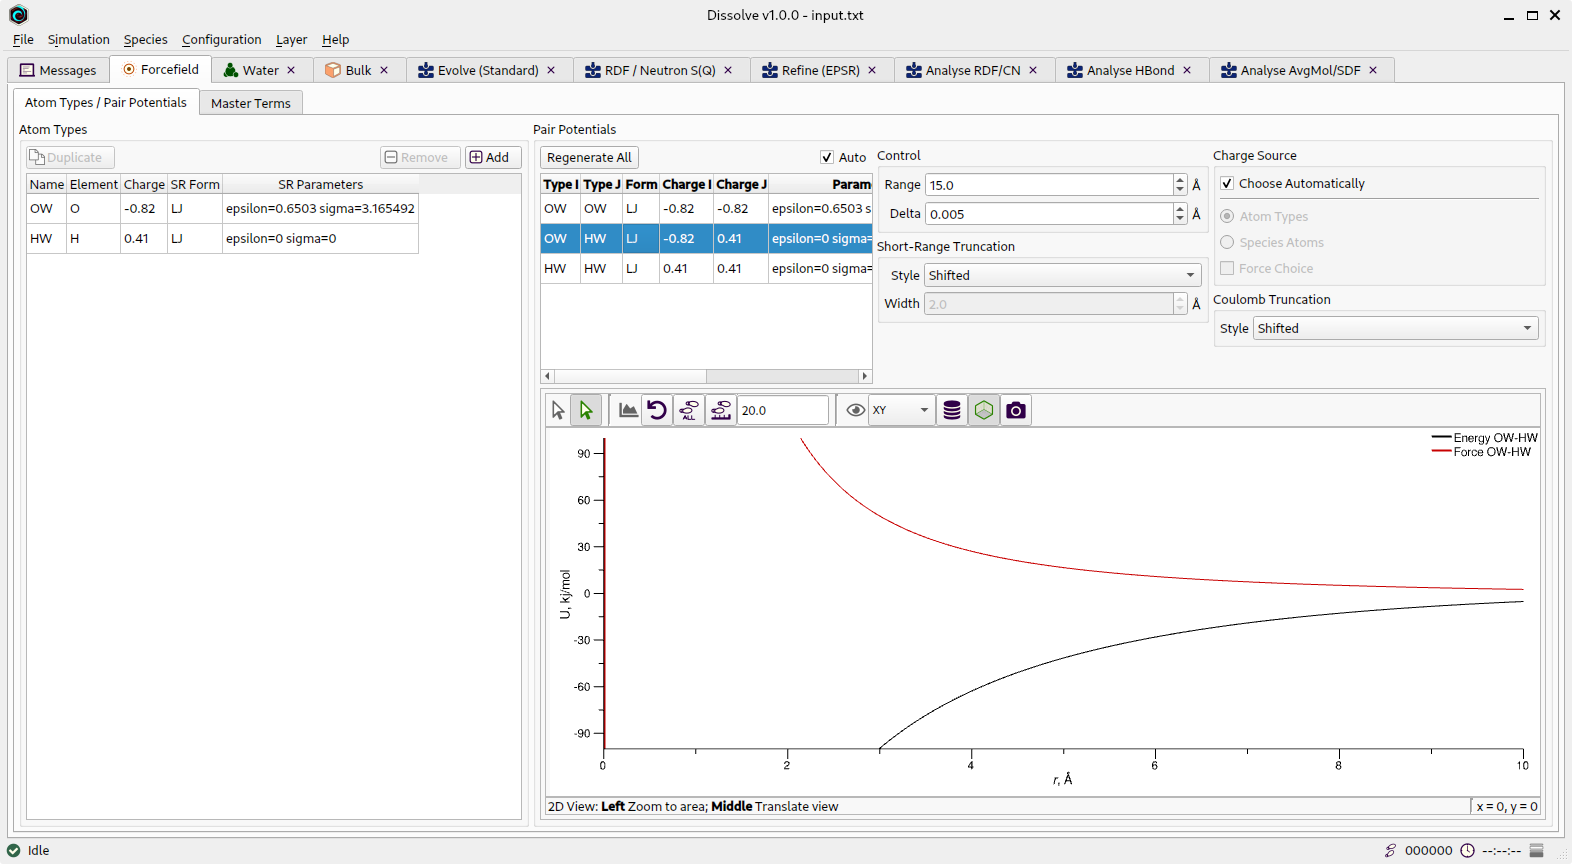 Dissolve v1.0.0 - input.txt
File Simulation Species Configuration Layer Help
Messages Forcefield Water Bulk Evolve (Standard) RDF / Neutron S(Q) Refine (EPSR) Analyse RDF/CN Analyse HBond Analyse AvgMol/SDF
Atom Types / Pair Potentials Master Terms
Atom Types
Duplicate Remove Add
Name Element Charge SR Form SR Parameters
OW O -0.82 LJ epsilon=0.6503 sigma=3.165492
HW H 0.41 LJ epsilon=0 sigma=0
Pair Potentials
Regenerate All Auto
Type I Type J Form Charge I Charge J Param
OW OW LJ -0.82 -0.82 epsilon=0.6503 s
OW HW LJ -0.82 0.41 epsilon=0 sigma=
HW HW LJ 0.41 0.41 epsilon=0 sigma=
Control
Range 15.0 Å
Delta 0.005 Å
Short-Range Truncation
Style Shifted
Width 2.0 Å
Charge Source
Choose Automatically
Atom Types
Species Atoms
Force Choice
Coulomb Truncation
Style Shifted
ALL 20.0 XY
Energy OW-HW
Force OW-HW
90
60
30
0
-30
-60
-90
U, kj/mol
0 2 4 6 8 10
r, Å
2D View: Left Zoom to area; Middle Translate view
x = 0, y = 0
Idle
000000 --:--:--